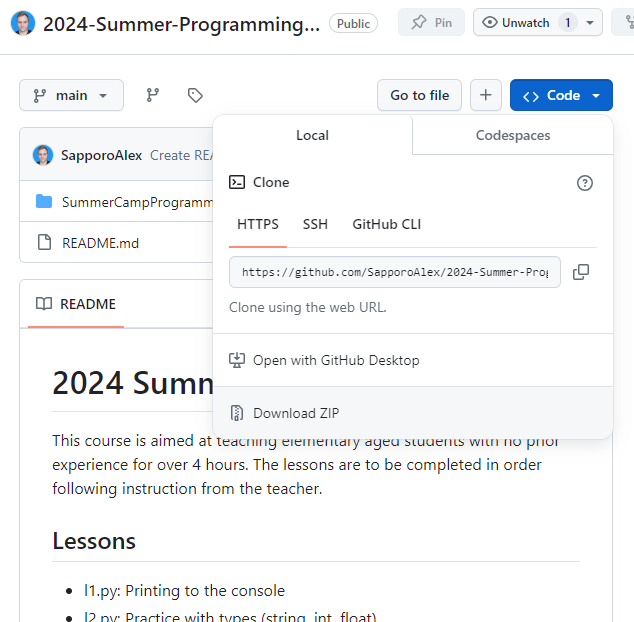 2024-Summer-Programming... Public Pin Unwatch 1
main Go to file + Code
Local Codespaces
SapporoAlex Create REA
Clone
SummerCampProgramm
HTTPS SSH GitHub CLI
README.md
https://github.com/SapporoAlex/2024-Summer-Prog
README
Clone using the web URL.
Open with GitHub Desktop
2024 Summ
Download ZIP
This course is aimed at teaching elementary aged students with no prior
experience for over 4 hours. The lessons are to be completed in order
following instruction from the teacher.
Lessons
l1.py: Printing to the console
l2.py: Practice with types (string, int, float)